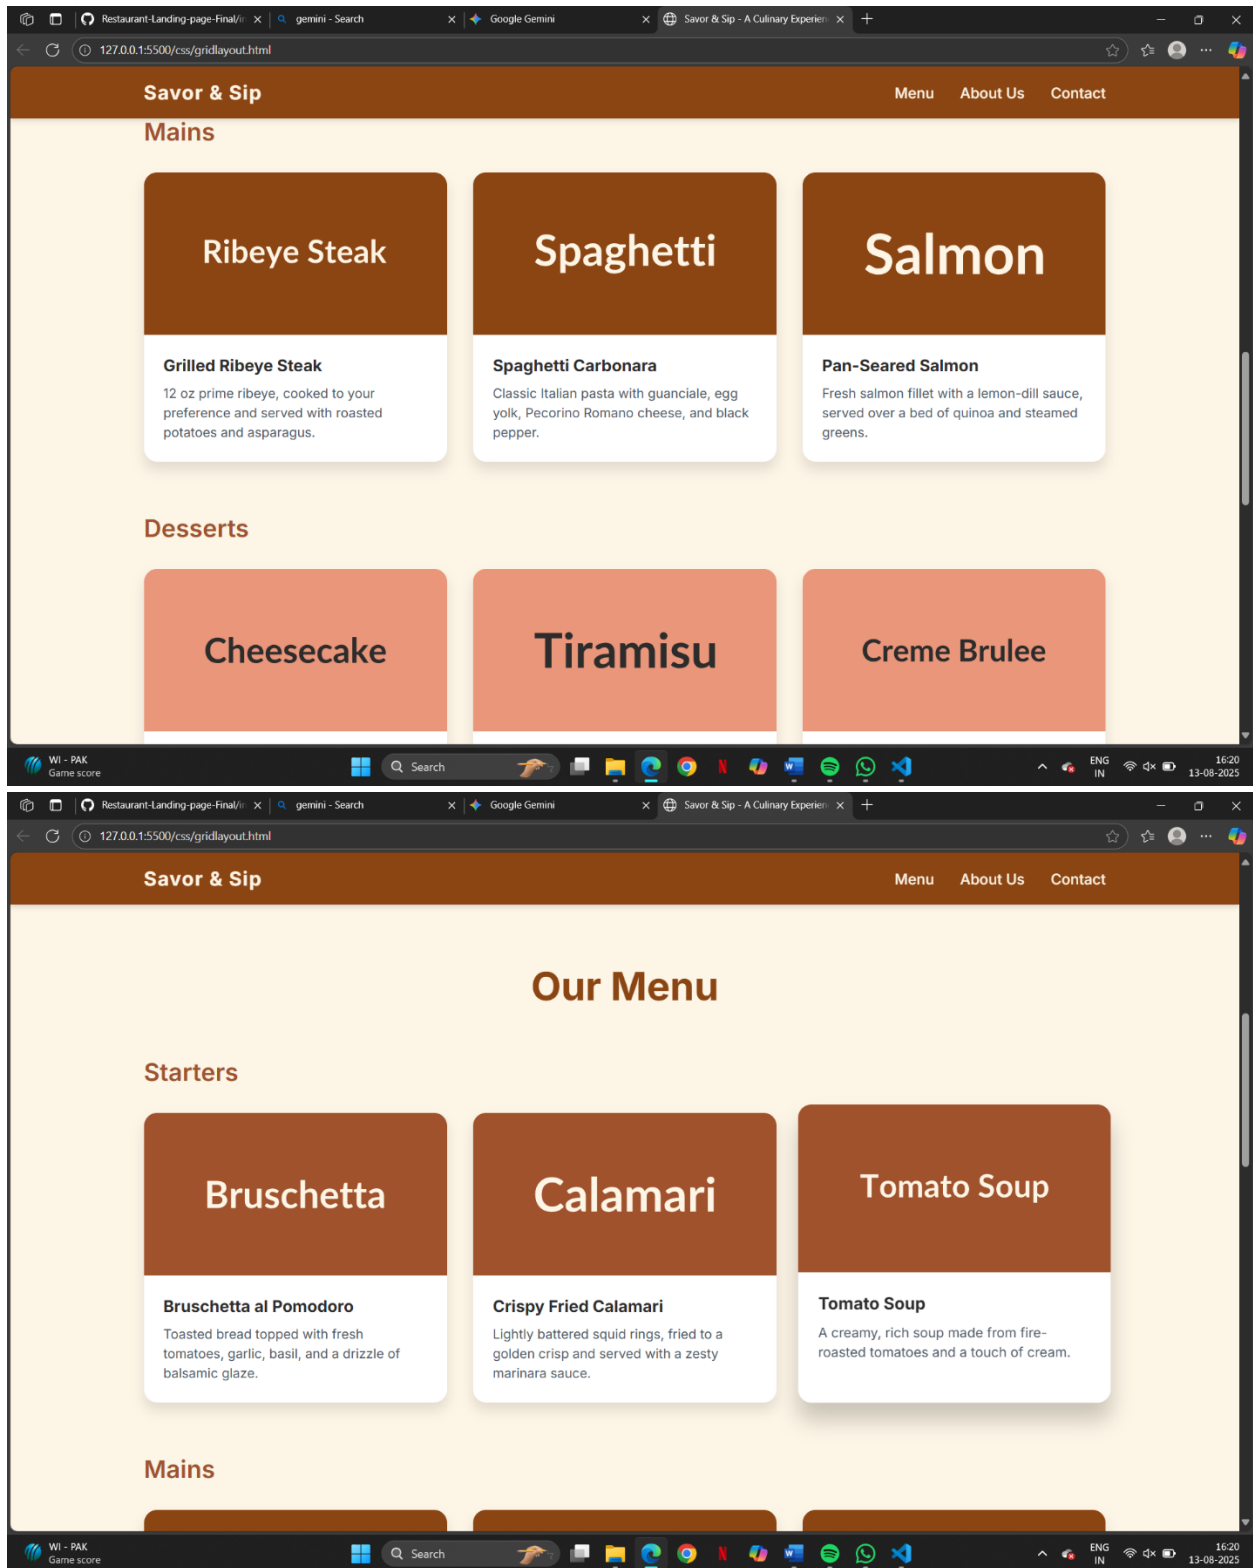 Restaurant-Landing-page-Final/in
gemini - Search
Google Gemini
Savor & Sip - A Culinary Experien
127.0.0.1:5500/css/gridlayout.html
Savor & Sip
Menu
About Us
Contact
Mains
Ribeye Steak
Spaghetti
Salmon
Grilled Ribeye Steak
12 oz prime ribeye, cooked to your
preference and served with roasted
potatoes and asparagus.
Spaghetti Carbonara
Classic Italian pasta with guanciale, egg
yolk, Pecorino Romano cheese, and black
pepper.
Pan-Seared Salmon
Fresh salmon fillet with a lemon-dill sauce,
served over a bed of quinoa and steamed
greens.
Desserts
Cheesecake
Tiramisu
Creme Brulee
WI - PAK
Game score
Search
ENG
IN
16:20
13-08-2025
Restaurant-Landing-page-Final/in
gemini - Search
Google Gemini
Savor & Sip - A Culinary Experien
127.0.0.1:5500/css/gridlayout.html
Savor & Sip
Menu
About Us
Contact
Our Menu
Starters
Bruschetta
Calamari
Tomato Soup
Bruschetta al Pomodoro
Toasted bread topped with fresh
tomatoes, garlic, basil, and a drizzle of
balsamic glaze.
Crispy Fried Calamari
Lightly battered squid rings, fried to a
golden crisp and served with a zesty
marinara sauce.
Tomato Soup
A creamy, rich soup made from fire-
roasted tomatoes and a touch of cream.
Mains
WI - PAK
Game score
Search
ENG
IN
16:20
13-08-2025